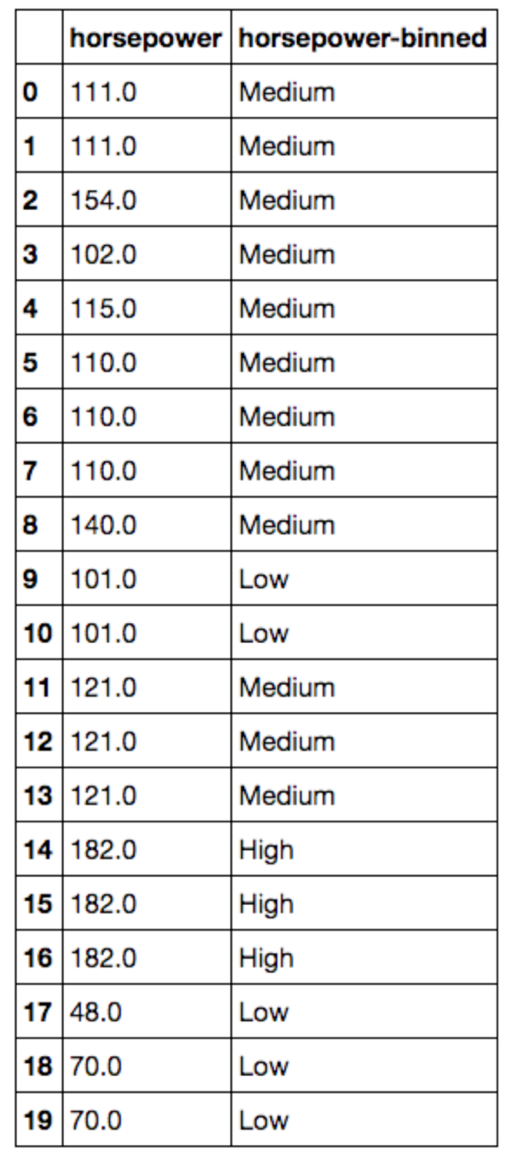 horsepower horsepower-binned
0 111.0 Medium
1 111.0 Medium
2 154.0 Medium
3 102.0 Medium
4 115.0 Medium
5 110.0 Medium
6 110.0 Medium
7 110.0 Medium
8 140.0 Medium
9 101.0 Low
10 101.0 Low
11 121.0 Medium
12 121.0 Medium
13 121.0 Medium
14 182.0 High
15 182.0 High
16 182.0 High
17 48.0 Low
18 70.0 Low
19 70.0 Low